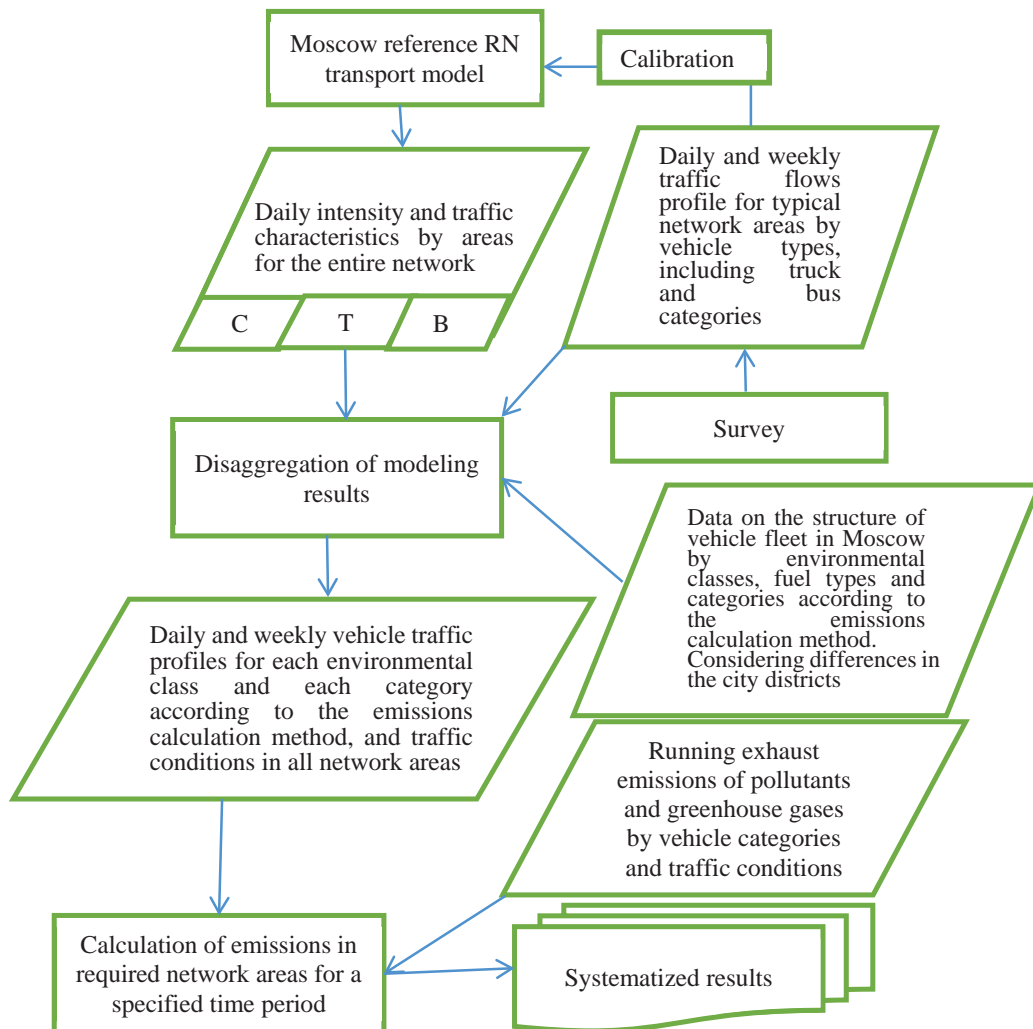 Moscow reference RN
transport model
Calibration
Daily and weekly
traffic flows
profile for typical
network areas by
vehicle types,
including truck
and bus
categories
Daily intensity and traffic
characteristics by areas
for the entire network
C
T
B
Survey
Disaggregation of modeling
results
Data on the structure of
vehicle fleet in Moscow
by environmental
classes, fuel types and
categories according to
the emissions
calculation method.
Considering differences in
the city districts
Daily and weekly vehicle traffic
profiles for each environmental
class and each category
according to the emissions
calculation method, and traffic
conditions in all network areas
Running exhaust
emissions of pollutants
and greenhouse gases
by vehicle categories
and traffic conditions
Calculation of emissions in
required network areas for a
specified time period
Systematized results